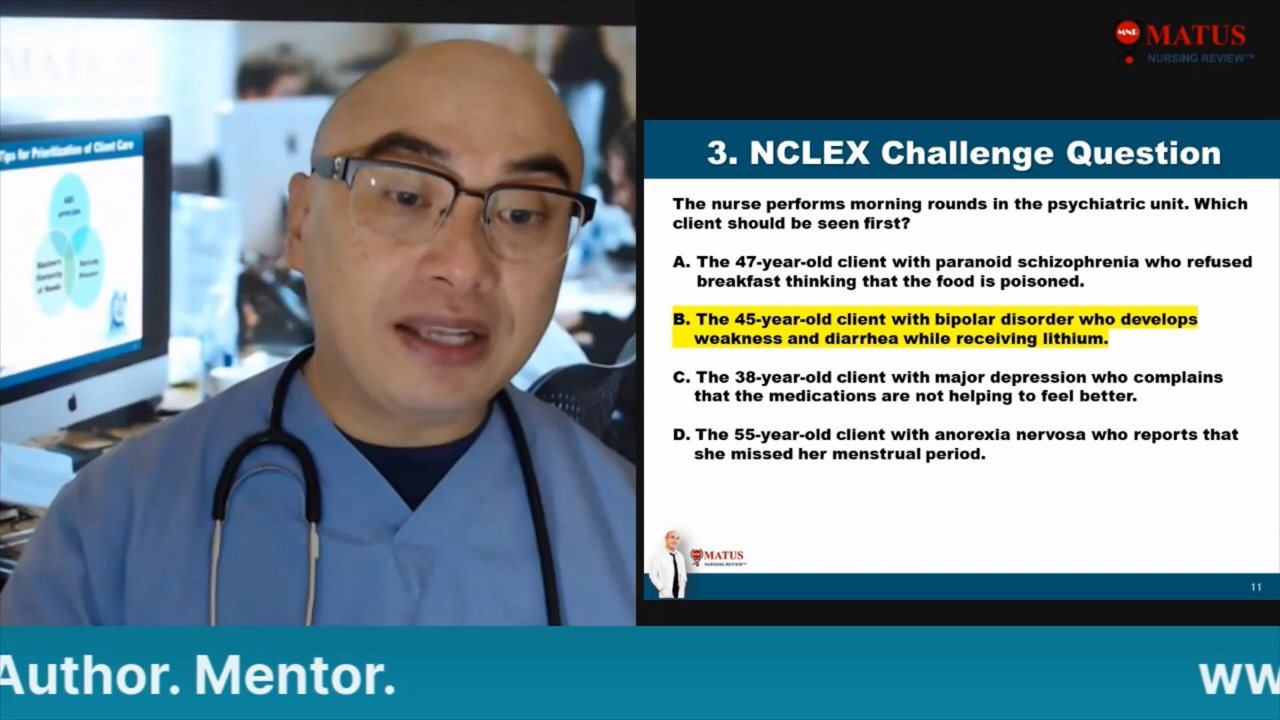 MNR
MATUS
NURSING REVIEW™
Tips for Prioritization of Client Care
3. NCLEX Challenge Question
The nurse performs morning rounds in the psychiatric unit. Which
client should be seen first?
A. The 47-year-old client with paranoid schizophrenia who refused
breakfast thinking that the food is poisoned.
B. The 45-year-old client with bipolar disorder who develops
weakness and diarrhea while receiving lithium.
C. The 38-year-old client with major depression who complains
that the medications are not helping to feel better.
D. The 55-year-old client with anorexia nervosa who reports that
she missed her menstrual period.
MATUS
NURSING REVIEW™
11
Author. Mentor.
ww